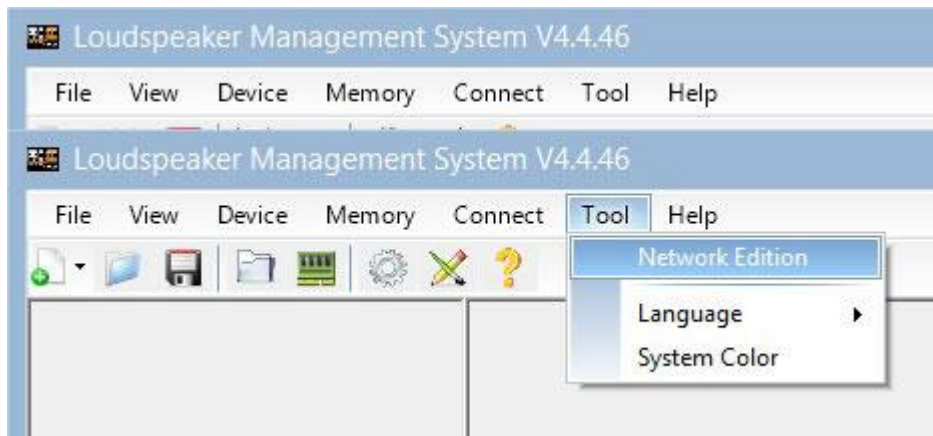 Loudspeaker Management System V4.4.46
File View Device Memory Connect Tool Help
Loudspeaker Management System V4.4.46
File View Device Memory Connect Tool Help
Network Edition
Language
System Color